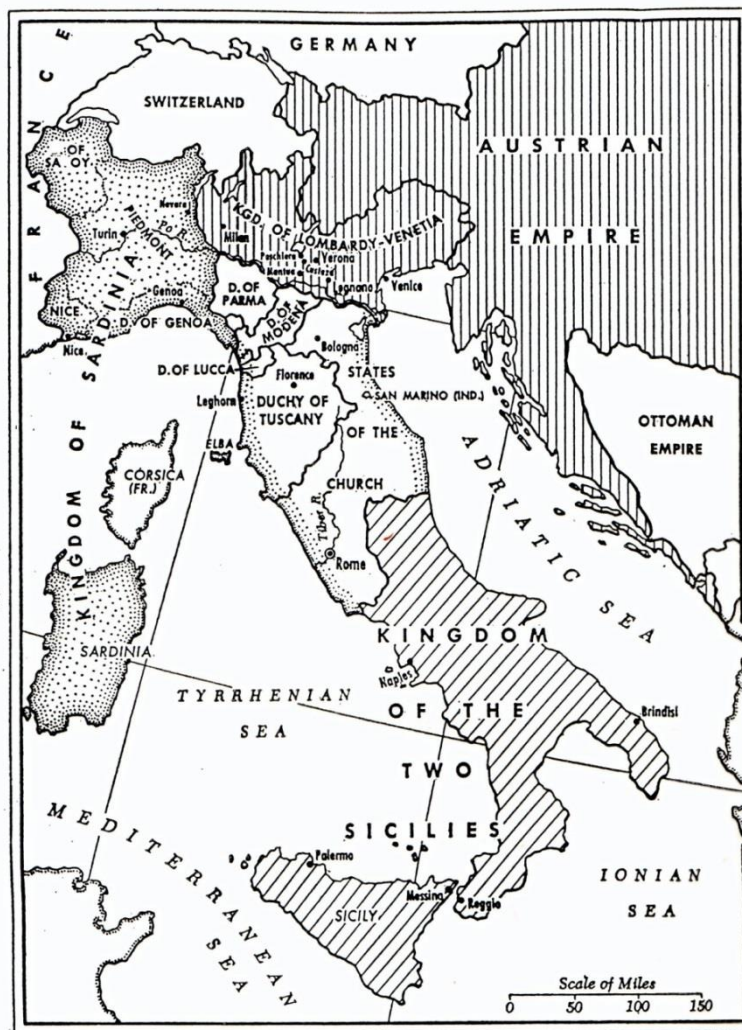 GERMANY
FRANCE
SWITZERLAND
AUSTRIAN
EMPIRE
OF
SA OY
PIEDMONT
Novara
Po R.
Turin
KGD. OF LOMBARDY-VENETIA
Milan
Peschiera
Verona
Mantua
Custoza
Legnano
Venice
D. OF
PARMA
D. OF
MODENA
Genoa
NICE
D. OF GENOA
Nice
Bologna
D. OF LUCCA
Florence
STATES
OF THE
CHURCH
SAN MARINO (IND.)
Leghorn
DUCHY OF
TUSCANY
ELBA
OTTOMAN
EMPIRE
CORSICA
(FR.)
KINGDOM OF SARDINIA
ADRIATIC SEA
Tiber R.
Rome
SARDINIA
KINGDOM
OF THE
TWO
SICILIES
Naples
Brindisi
TYRRHENIAN
SEA
MEDITERRANEAN
SEA
Palermo
Messina
Reggio
SICILY
IONIAN
SEA
Scale of Miles
0 50 100 150